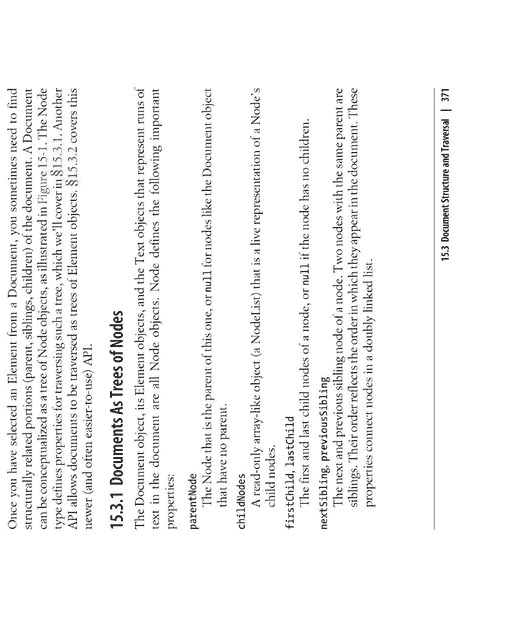 Once you have selected an Element from a Document, you sometimes need to find
structurally related portions (parent, siblings, children) of the document. A Document
can be conceptualized as a tree of Node objects, as illustrated in Figure 15-1. The Node
type defines properties for traversing such a tree, which we'll cover in §15.3.1. Another
API allows documents to be traversed as trees of Element objects. §15.3.2 covers this
newer (and often easier-to-use) API.
15.3.1 Documents As Trees of Nodes
The Document object, its Element objects, and the Text objects that represent runs of
text in the document are all Node objects. Node defines the following important
properties:
parentNode
The Node that is the parent of this one, or null for nodes like the Document object
that have no parent.
childNodes
A read-only array-like object (a NodeList) that is a live representation of a Node's
child nodes.
firstChild, lastChild
The first and last child nodes of a node, or null if the node has no children.
nextSibling, previousSibling
The next and previous sibling node of a node. Two nodes with the same parent are
siblings. Their order reflects the order in which they appear in the document. These
properties connect nodes in a doubly linked list.
15.3 Document Structure and Traversal | 371